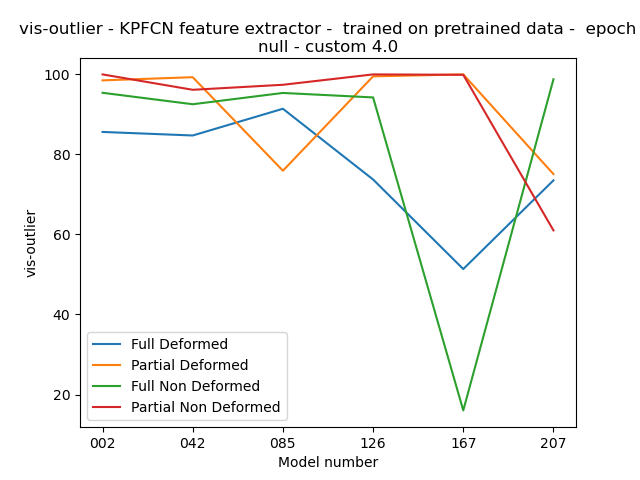 vis-outlier - KPFCN feature extractor -  trained on pretrained data -  epoch
null - custom 4.0
100
80
60
40
20
vis-outlier
Full Deformed
Partial Deformed
Full Non Deformed
Partial Non Deformed
002 042 085 126 167 207
Model number